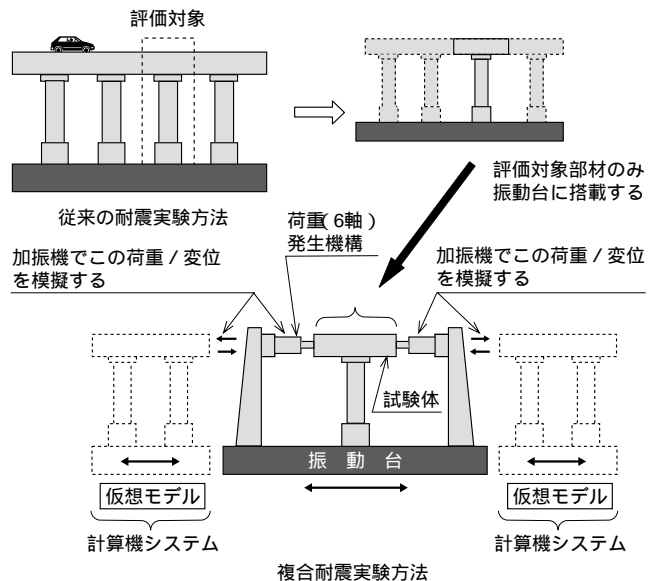 評価対象
従来の耐震実験方法
評価対象部材のみ
振動台に搭載する
荷重(6軸)
発生機構
加振機でこの荷重/変位
を模擬する
加振機でこの荷重/変位
を模擬する
試験体
振動台
仮想モデル
計算機システム
仮想モデル
計算機システム
複合耐震実験方法